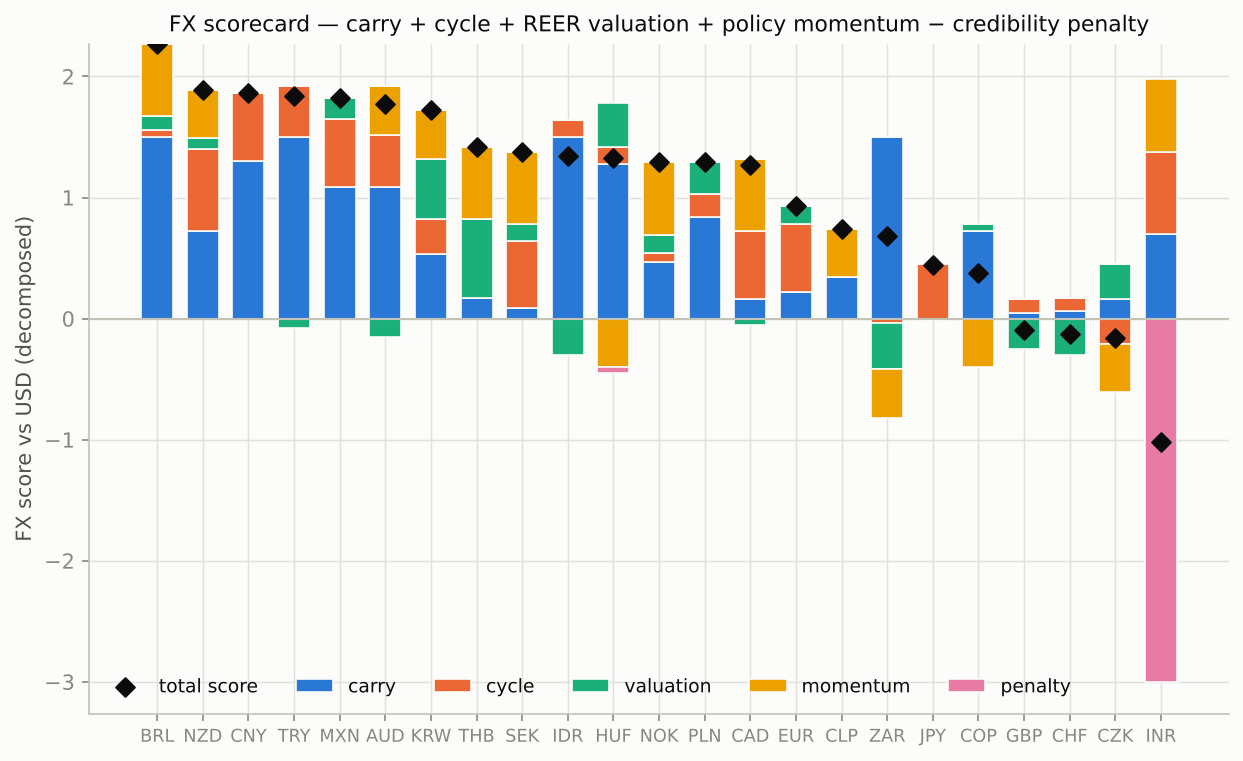 FX scorecard — carry + cycle + REER valuation + policy momentum − credibility penalty
FX score vs USD (decomposed)
2
1
0
−1
−2
−3
total score carry cycle valuation momentum penalty
BRL NZD CNY TRY MXN AUD KRW THB SEK IDR HUF NOK PLN CAD EUR CLP ZAR JPY COP GBP CHF CZK INR